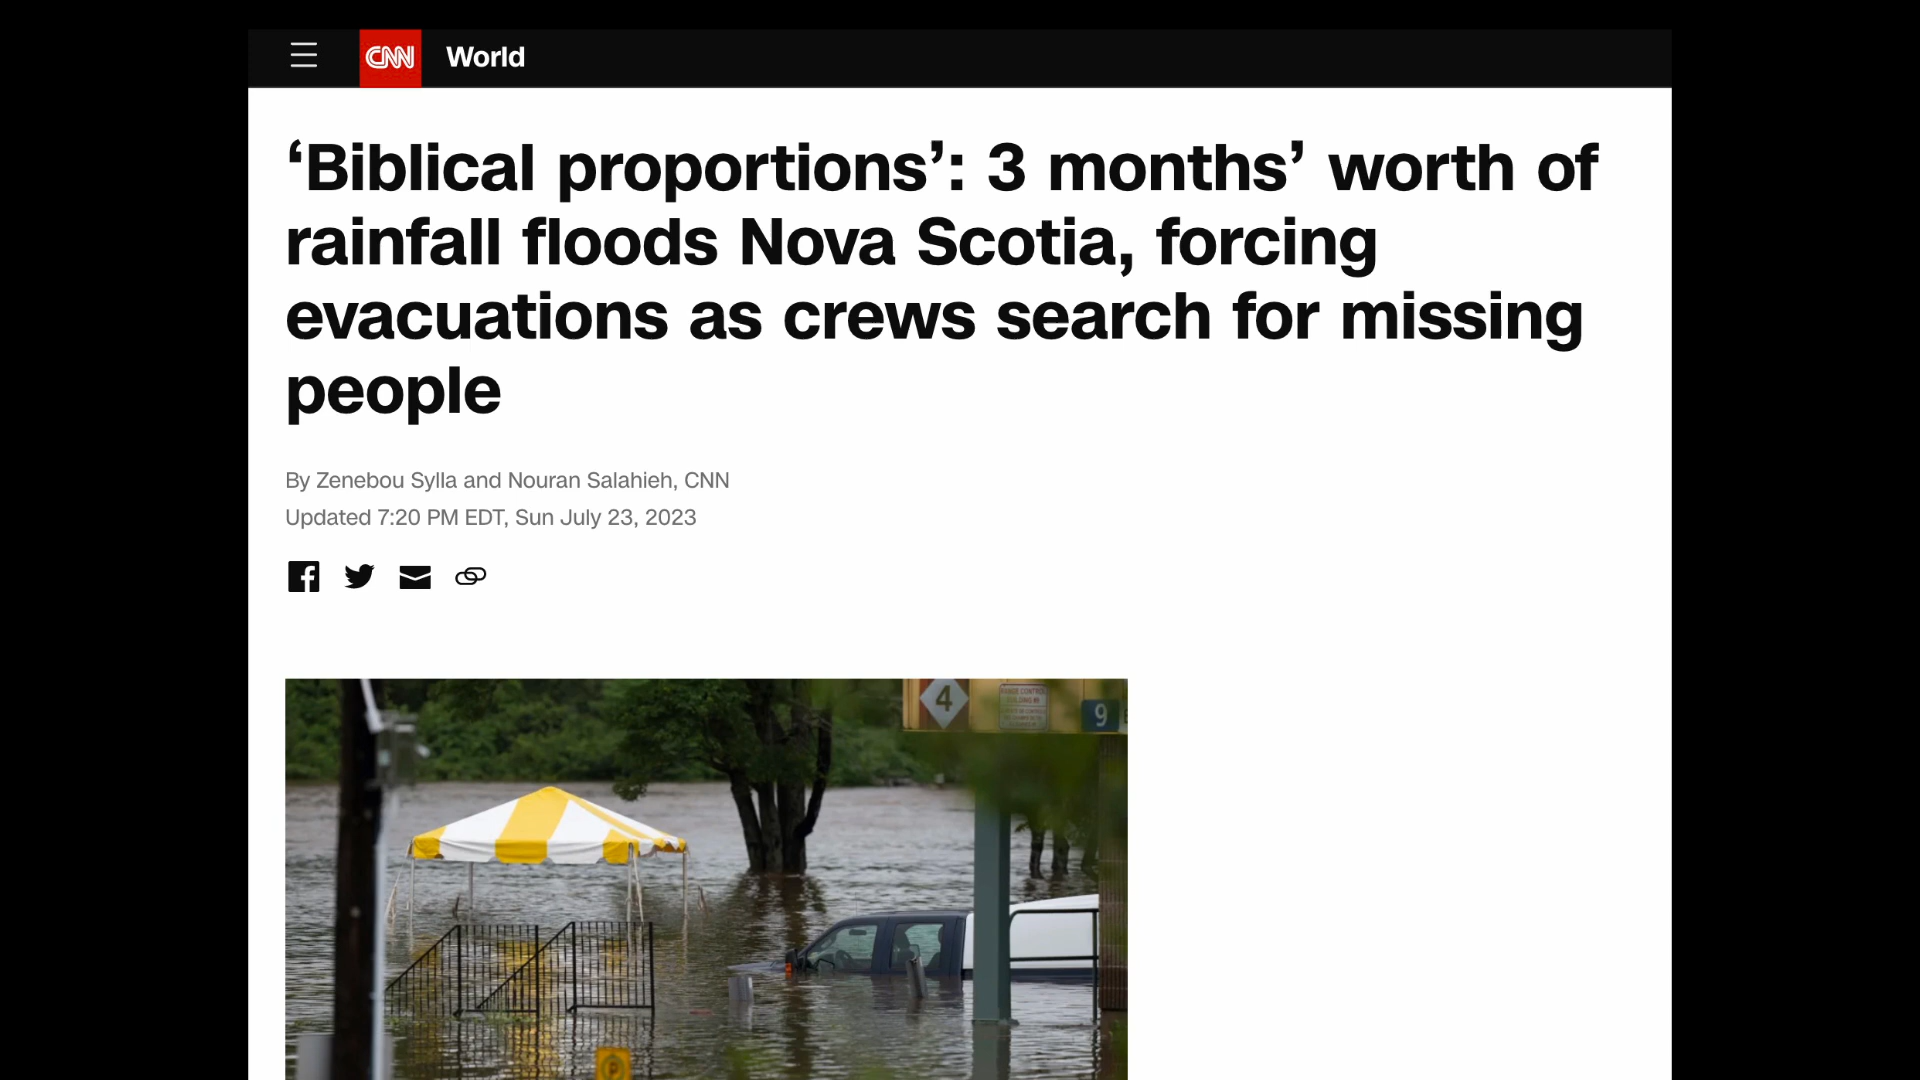 CNN World
‘Biblical proportions’: 3 months’ worth of
rainfall floods Nova Scotia, forcing
evacuations as crews search for missing
people
By Zenebou Sylla and Nouran Salahieh, CNN
Updated 7:20 PM EDT, Sun July 23, 2023
4
RANGE CONTROL
9
P